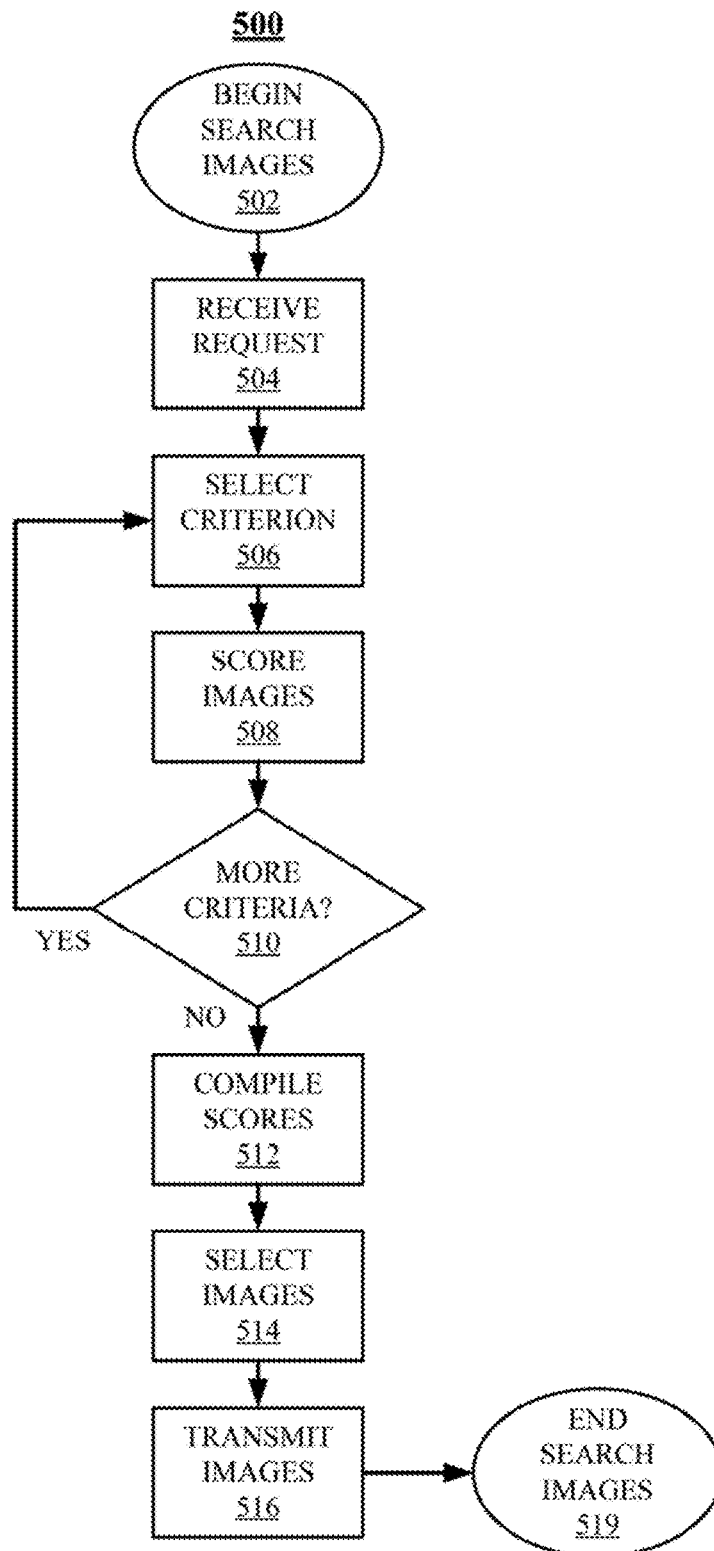 500
BEGIN
SEARCH
IMAGES
502
RECEIVE
REQUEST
504
SELECT
CRITERION
506
SCORE
IMAGES
508
MORE
CRITERIA?
510
YES
NO
COMPILE
SCORES
512
SELECT
IMAGES
514
TRANSMIT
IMAGES
516
END
SEARCH
IMAGES
519